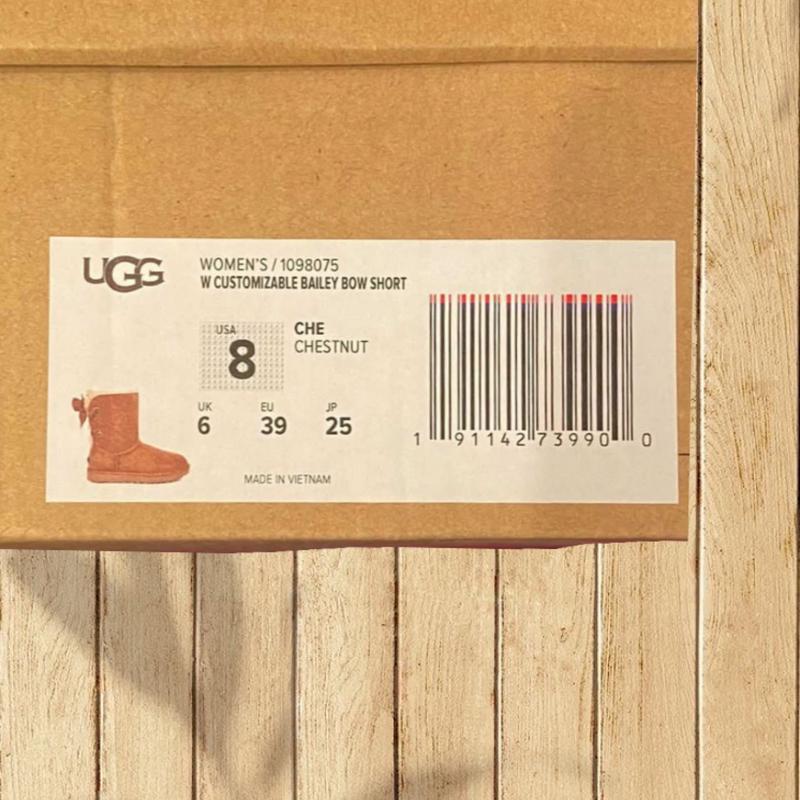 UGG
WOMEN'S / 1098075
W CUSTOMIZABLE BAILEY BOW SHORT
USA
8
CHE
CHESTNUT
UK EU JP
6 39 25
MADE IN VIETNAM
1 91142 73990 0